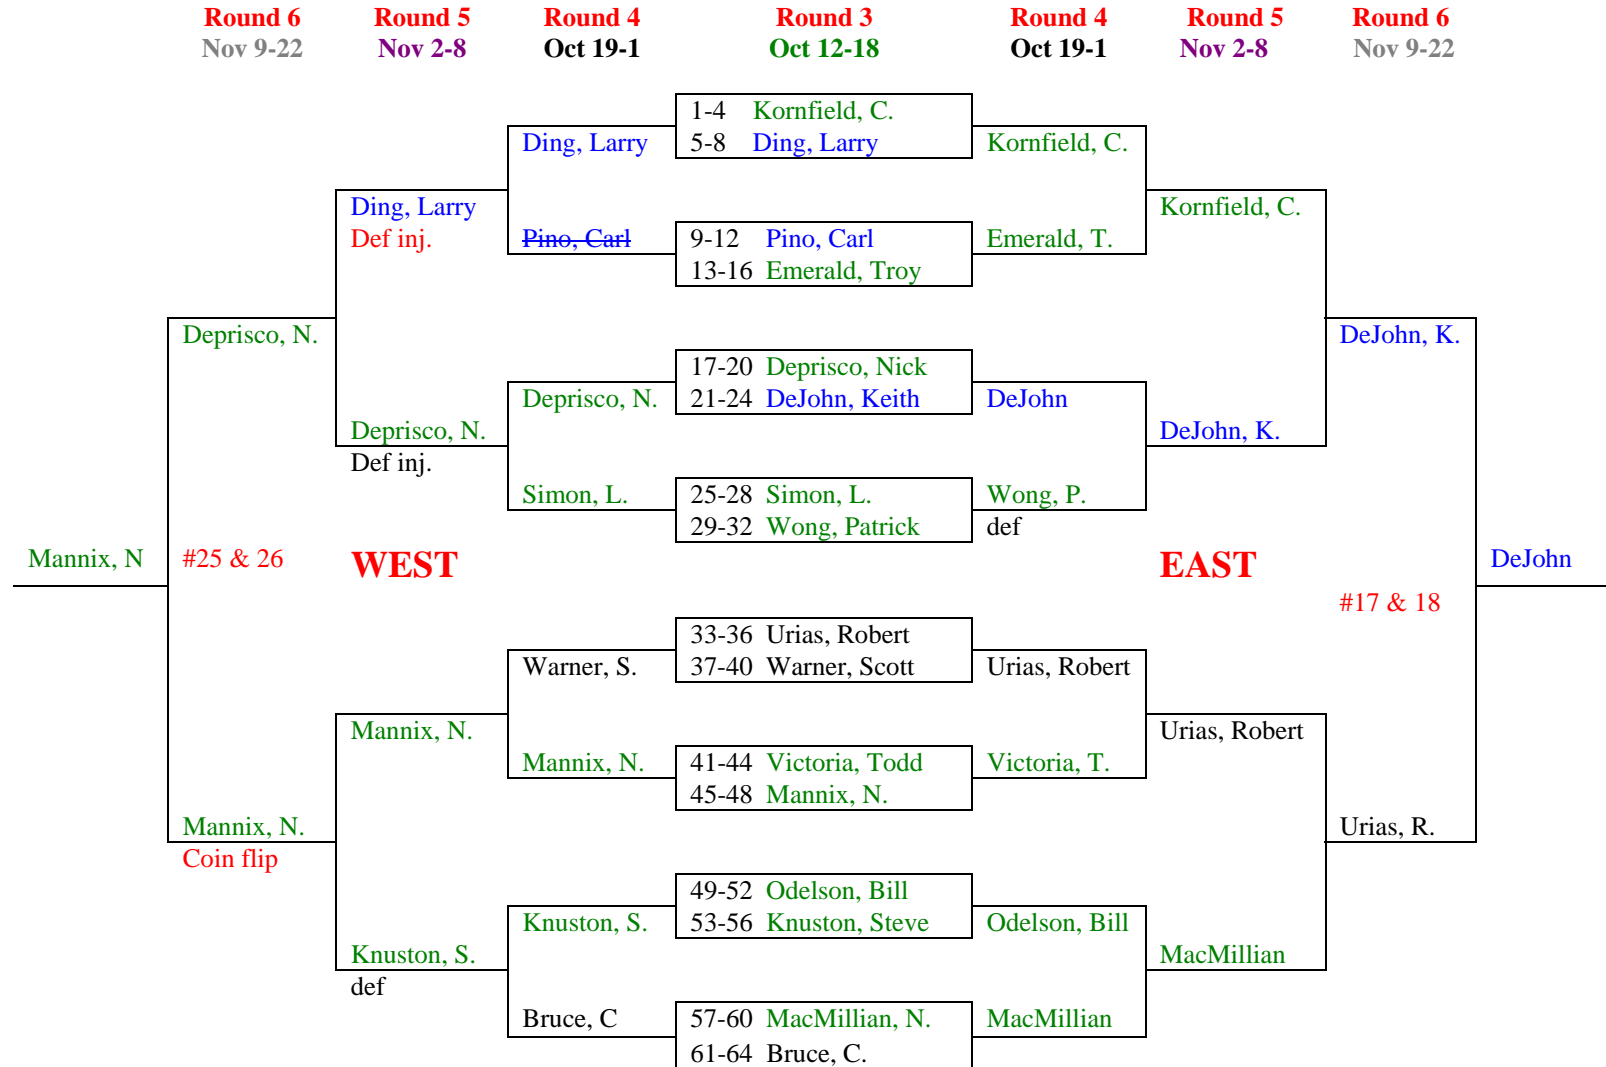 Round 6 Round 5 Round 4 Round 3 Round 4 Round 5 Round 6
Nov 9-22 Nov 2-8 Oct 19-1 Oct 12-18 Oct 19-1 Nov 2-8 Nov 9-22
1-4 Kornfield, C.
Ding, Larry 5-8 Ding, Larry Kornfield, C.
Ding, Larry Kornfield, C.
Def inj. Pino, Carl 9-12 Pino, Carl Emerald, T.
13-16 Emerald, Troy
Deprisco, N. DeJohn, K.
17-20 Deprisco, Nick
Deprisco, N. 21-24 DeJohn, Keith DeJohn
Deprisco, N. DeJohn, K.
Def inj.
Simon, L. 25-28 Simon, L. Wong, P.
29-32 Wong, Patrick def
Mannix, N #25 & 26 WEST EAST DeJohn
#17 & 18
33-36 Urias, Robert
Warner, S. 37-40 Warner, Scott Urias, Robert
Mannix, N. Urias, Robert
Mannix, N. 41-44 Victoria, Todd Victoria, T.
45-48 Mannix, N.
Mannix, N. Urias, R.
Coin flip
49-52 Odelson, Bill
Knuston, S. 53-56 Knuston, Steve Odelson, Bill
Knuston, S. MacMillian
def
Bruce, C 57-60 MacMillian, N. MacMillian
61-64 Bruce, C.